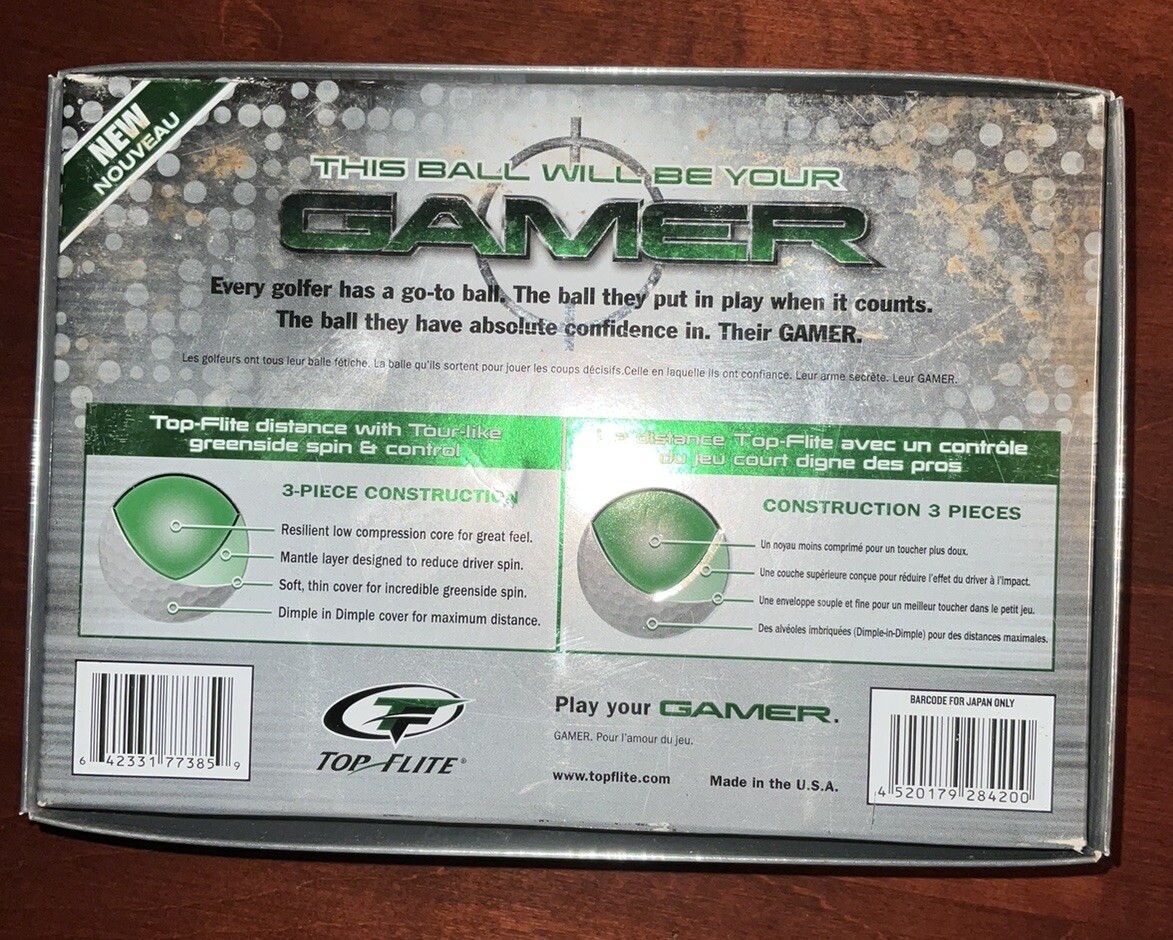 NEW
NOUVEAU
THIS BALL WILL BE YOUR
GAMER
Every golfer has a go-to ball. The ball they put in play when it counts.
The ball they have absolute confidence in. Their GAMER.
Les golfeurs ont tous leur balle fétiche. La balle qu'ils sortent pour jouer les coups décisifs.Celle en laquelle ils ont confiance. Leur arme secrète. Leur GAMER.
Top-Flite distance with Tour-like
greenside spin & control
3-PIECE CONSTRUCTION
Resilient low compression core for great feel.
Mantle layer designed to reduce driver spin.
Soft, thin cover for incredible greenside spin.
Dimple in Dimple cover for maximum distance.
La distance Top-Flite avec un contrôle
du jeu court digne des pros
CONSTRUCTION 3 PIECES
Un noyau moins comprimé pour un toucher plus doux.
Une couche supérieure conçue pour réduire l'effet du driver à l'impact.
Une enveloppe souple et fine pour un meilleur toucher dans le petit jeu.
Des alvéoles imbriquées (Dimple-in-Dimple) pour des distances maximales.
6 42331 77385 9
TF
TOP FLITE®
Play your GAMER.
GAMER. Pour l'amour du jeu.
www.topflite.com Made in the U.S.A.
BARCODE FOR JAPAN ONLY
4 520179 284200